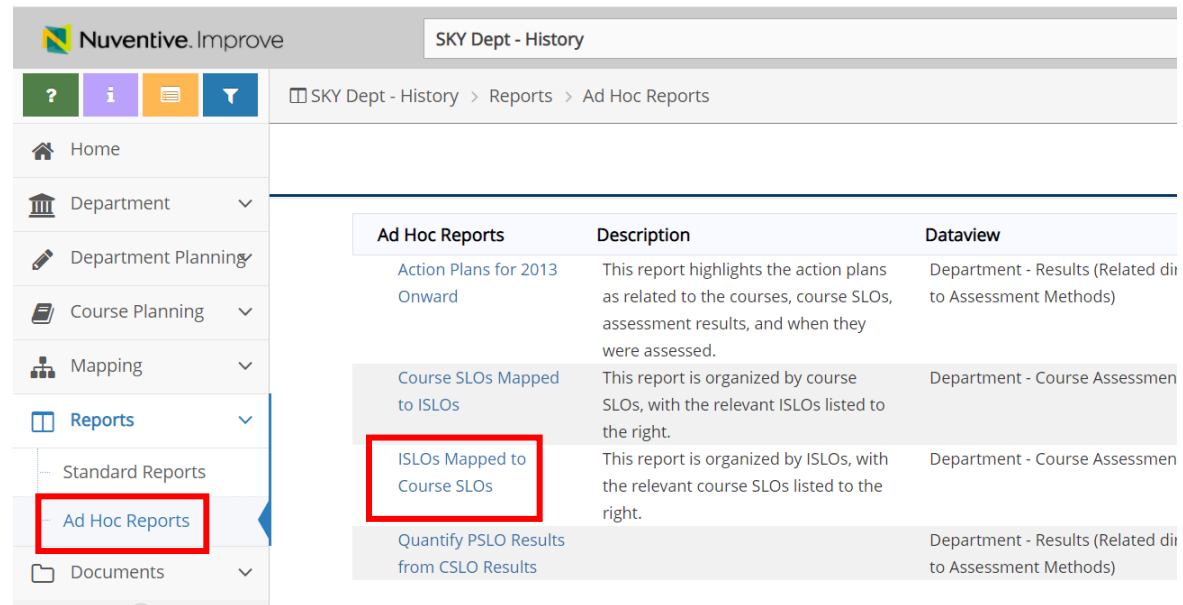 Nuventive. Improve
SKY Dept - History
? i
SKY Dept - History > Reports > Ad Hoc Reports
Home
Department
Department Planning
Course Planning
Mapping
Reports
Standard Reports
Ad Hoc Reports
Documents
Ad Hoc Reports Description Dataview
Action Plans for 2013
Onward
This report highlights the action plans
as related to the courses, course SLOs,
assessment results, and when they
were assessed.
Department - Results (Related
to Assessment Methods)
Course SLOs Mapped
to ISLOs
This report is organized by course
SLOs, with the relevant ISLOs listed to
the right.
Department - Course Assessmen
ISLOs Mapped to
Course SLOs
This report is organized by ISLOs, with
the relevant course SLOs listed to the
right.
Department - Course Assessmen
Quantify PSLO Results
from CSLO Results
Department - Results (Related
to Assessment Methods)